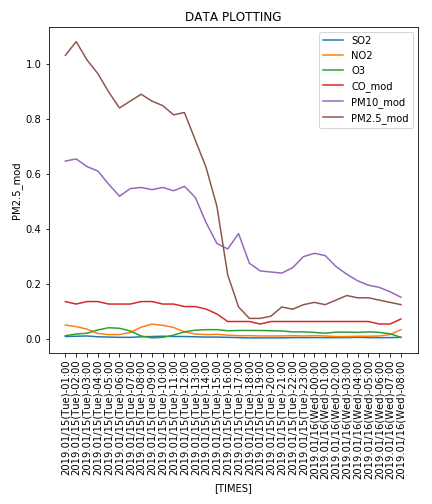 DATA PLOTTING
SO2
NO2
O3
CO_mod
PM10_mod
PM2.5_mod
PM2.5_mod
1.0
0.8
0.6
0.4
0.2
0.0
2019.01/15(Tue)-01:00
2019.01/15(Tue)-02:00
2019.01/15(Tue)-03:00
2019.01/15(Tue)-04:00
2019.01/15(Tue)-05:00
2019.01/15(Tue)-06:00
2019.01/15(Tue)-07:00
2019.01/15(Tue)-08:00
2019.01/15(Tue)-09:00
2019.01/15(Tue)-10:00
2019.01/15(Tue)-11:00
2019.01/15(Tue)-12:00
2019.01/15(Tue)-13:00
2019.01/15(Tue)-14:00
2019.01/15(Tue)-15:00
2019.01/15(Tue)-16:00
2019.01/15(Tue)-17:00
2019.01/15(Tue)-18:00
2019.01/15(Tue)-19:00
2019.01/15(Tue)-20:00
2019.01/15(Tue)-21:00
2019.01/15(Tue)-22:00
2019.01/15(Tue)-23:00
2019.01/16(Wed)-00:00
2019.01/16(Wed)-01:00
2019.01/16(Wed)-02:00
2019.01/16(Wed)-03:00
2019.01/16(Wed)-04:00
2019.01/16(Wed)-05:00
2019.01/16(Wed)-06:00
2019.01/16(Wed)-07:00
2019.01/16(Wed)-08:00
[TIMES]